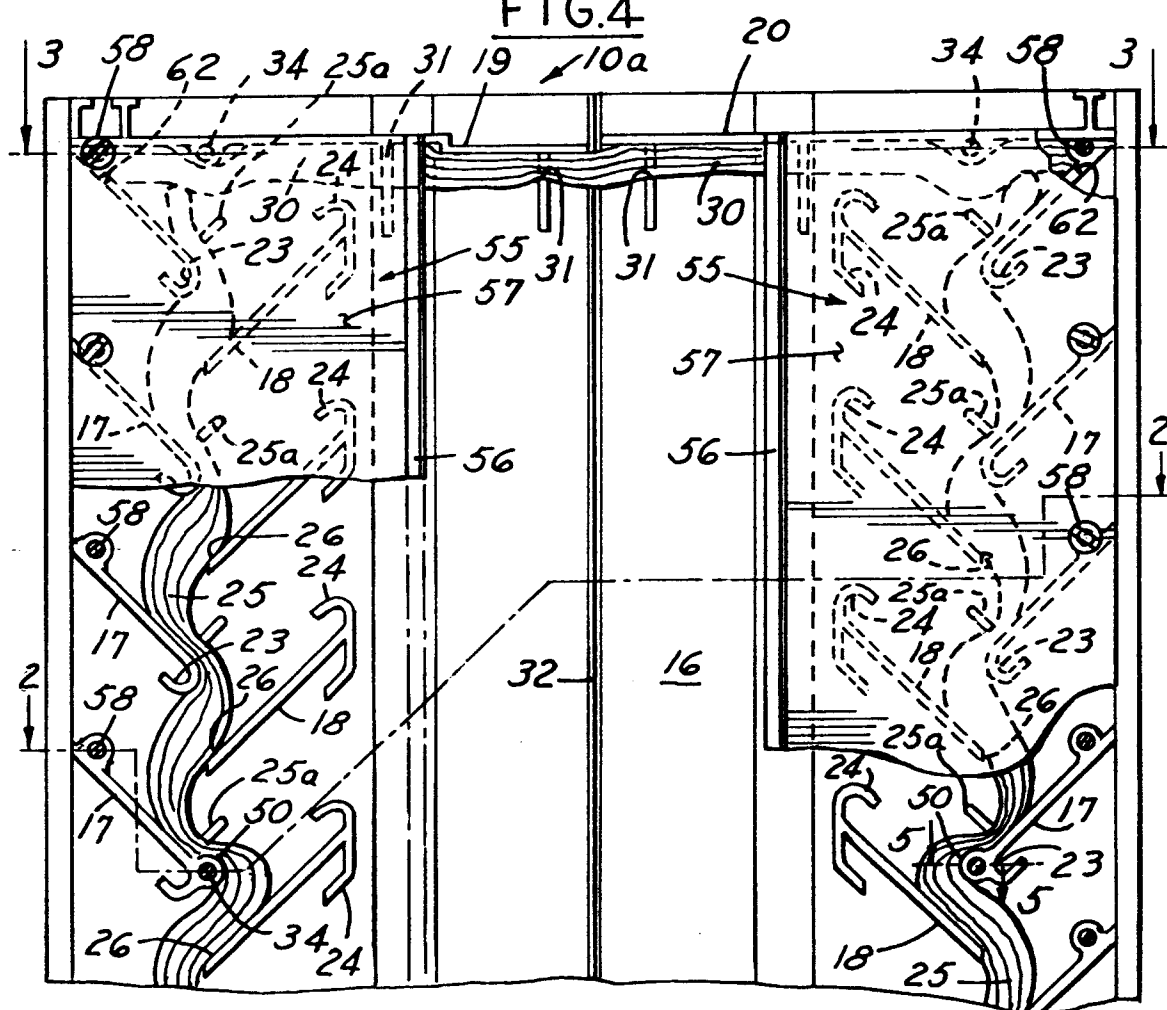 FIG.4
3 58 62 34 25a 31 19 10a 20 34 58 3
24
30 30 25a 62
23 31 31 55 23
55 24
57
57 18
18 24 25a
17 24 17 2
25a 56 56 58
58 26 26
24 25a
25 24
17 23 18 23
2 26 32 16
58 18 26
25a 25a
24
17 50 50 17
5 23
34 5
26 24 18
25